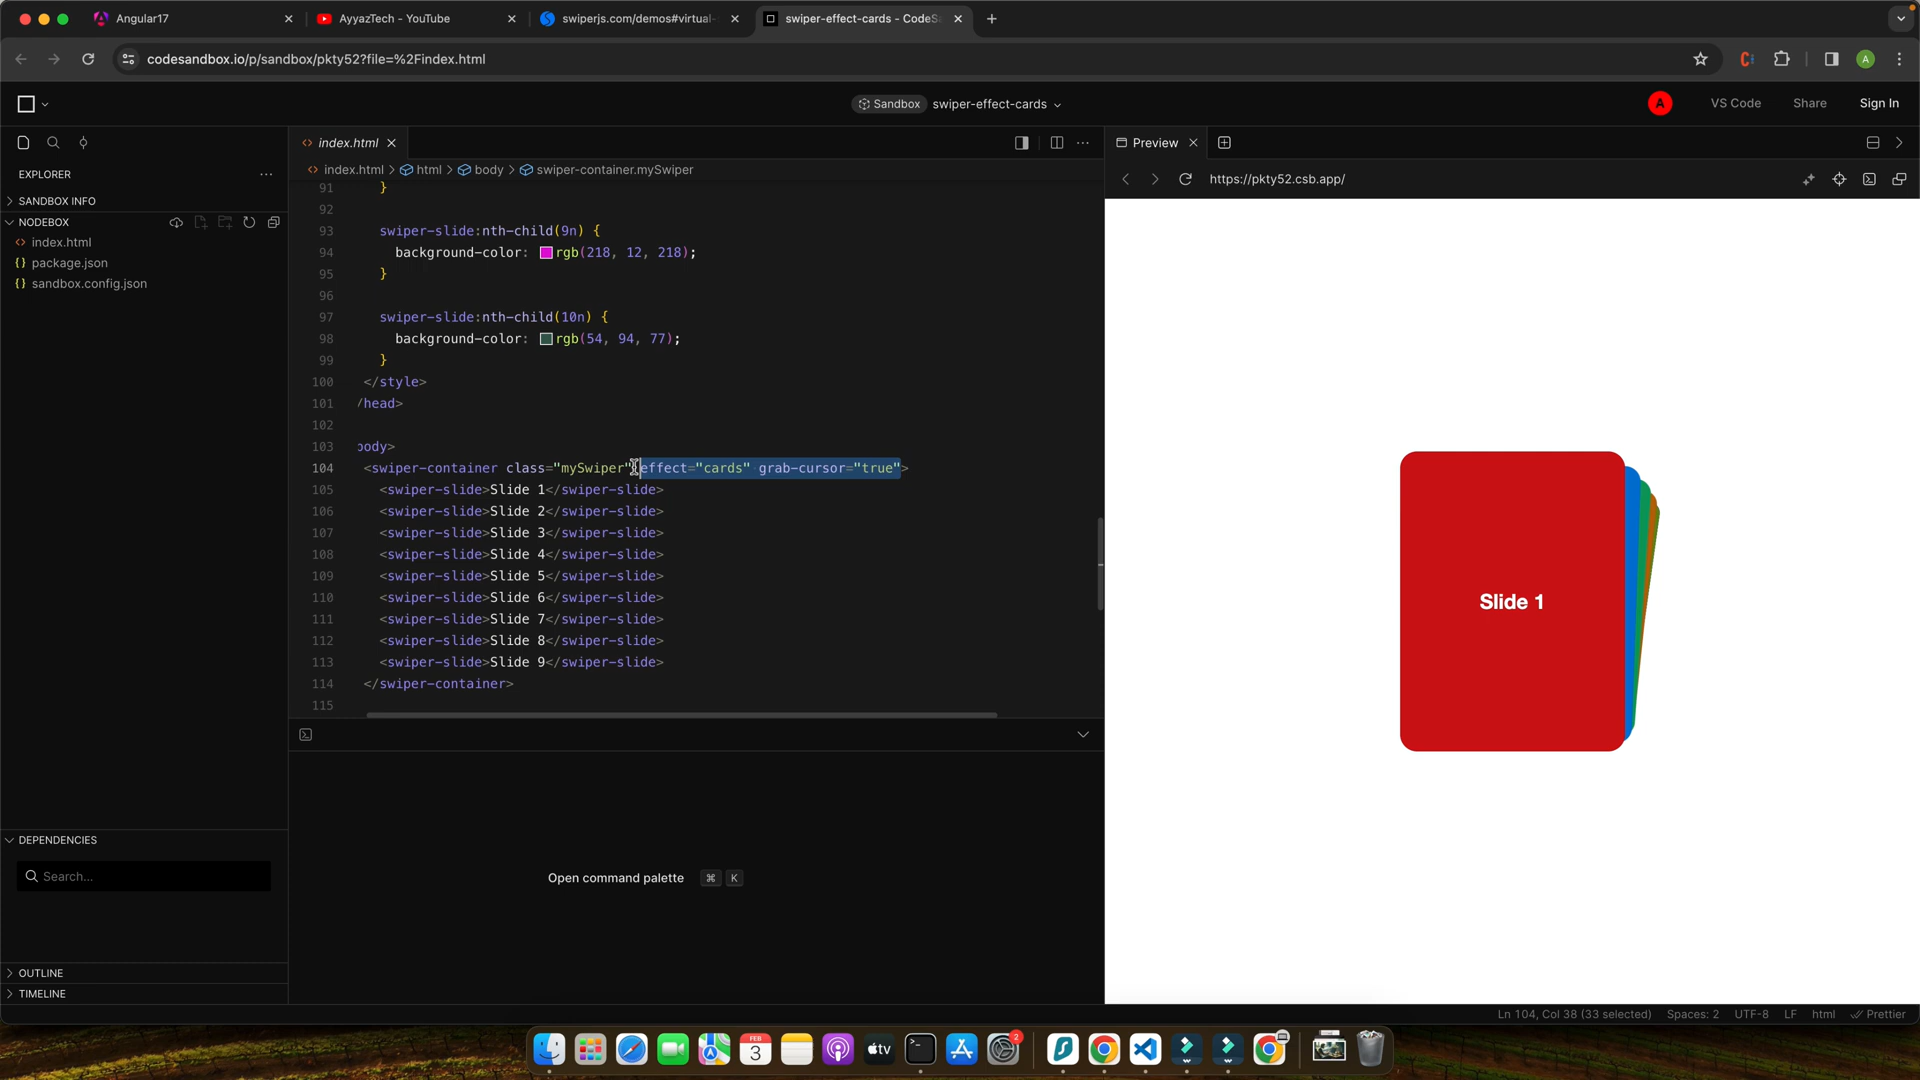 Angular17
AyyazTech - YouTube
swiperjs.com/demos#virtual-
swiper-effect-cards - CodeSa
codesandbox.io/p/sandbox/pkty52?file=%2Findex.html
A
Sandbox
swiper-effect-cards
A
VS Code
Share
Sign In
index.html
Preview
index.html > html > body > swiper-container.mySwiper
https://pkty52.csb.app/
EXPLORER
SANDBOX INFO
NODEBOX
index.html
package.json
sandbox.config.json
91 }
92
93 swiper-slide:nth-child(9n) {
94 background-color: rgb(218, 12, 218);
95 }
96
97 swiper-slide:nth-child(10n) {
98 background-color: rgb(54, 94, 77);
99 }
100 </style>
101 /head>
102
103 body>
104 <swiper-container class="mySwiper" effect="cards" grab-cursor="true">
105 <swiper-slide>Slide 1</swiper-slide>
106 <swiper-slide>Slide 2</swiper-slide>
107 <swiper-slide>Slide 3</swiper-slide>
108 <swiper-slide>Slide 4</swiper-slide>
109 <swiper-slide>Slide 5</swiper-slide>
110 <swiper-slide>Slide 6</swiper-slide>
111 <swiper-slide>Slide 7</swiper-slide>
112 <swiper-slide>Slide 8</swiper-slide>
113 <swiper-slide>Slide 9</swiper-slide>
114 </swiper-container>
115
Slide 1
Open command palette ⌘ K
DEPENDENCIES
Search...
OUTLINE
TIMELINE
Ln 104, Col 38 (33 selected)
Spaces: 2
UTF-8
LF
html
Prettier
FEB
3
tv
2